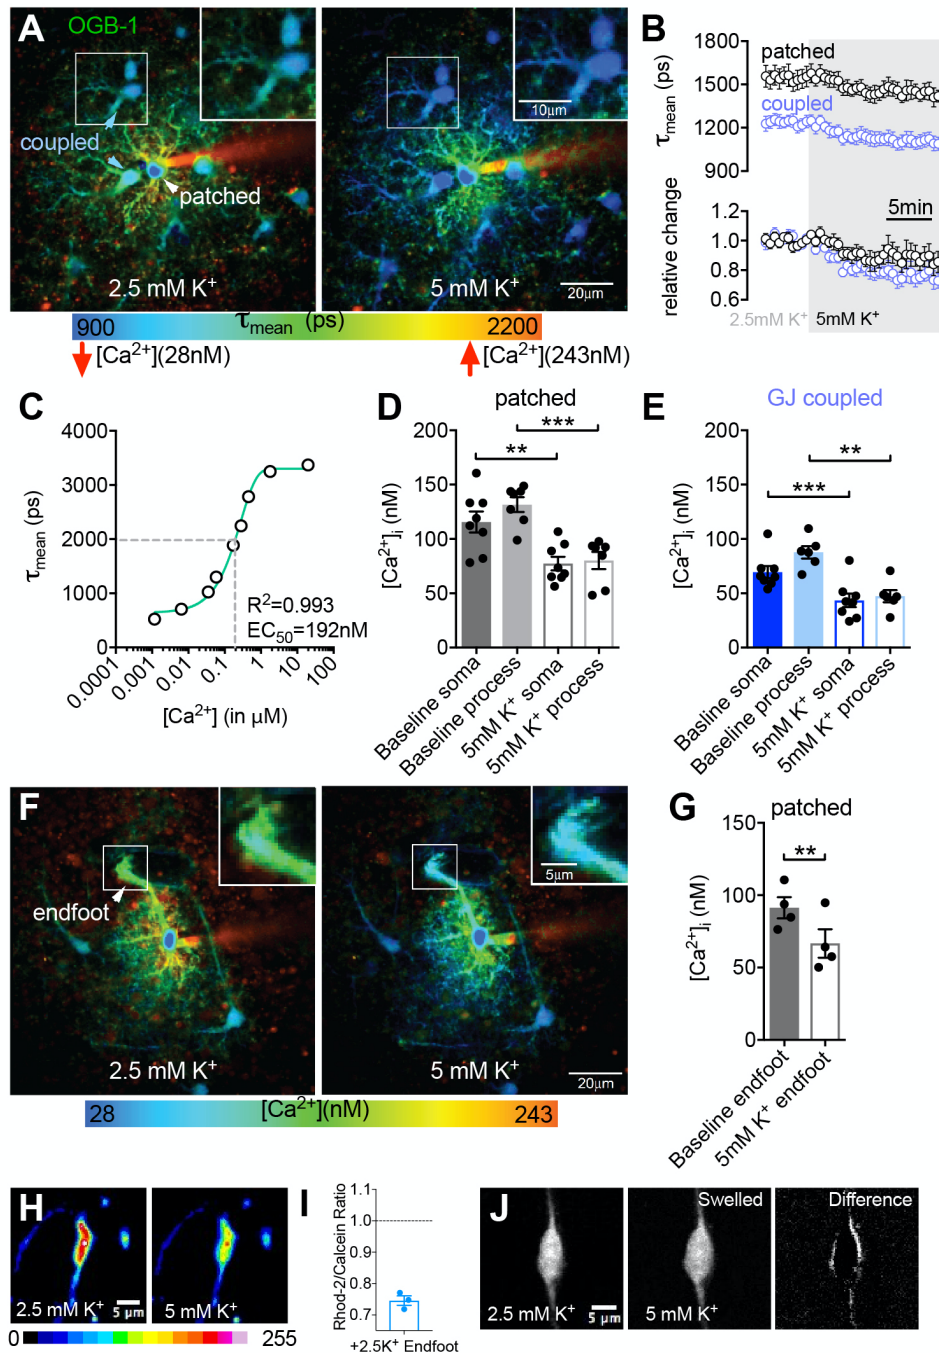 A
OGB-1
10µm
coupled
patched
2.5 mM K⁺
5 mM K⁺
20µm
900
τmean (ps)
2200
[Ca²⁺](28nM)
[Ca²⁺](243nM)
B
τmean (ps)
1800
1500
1200
900
patched
coupled
relative change
1.2
1.0
0.8
0.6
5min
2.5mM K⁺
5mM K⁺
C
τmean (ps)
4000
3000
2000
1000
0
R²=0.993
EC50=192nM
0.0001
0.001
0.01
0.1
1
10
100
[Ca²⁺] (in µM)
D
patched
[Ca²⁺]i (nM)
200
150
100
50
0
**
***
Baseline soma
Baseline process
5mM K⁺ soma
5mM K⁺ process
E
GJ coupled
[Ca²⁺]i (nM)
200
150
100
50
0
***
**
Basline soma
Baseline process
5mM K⁺ soma
5mM K⁺ process
F
endfoot
5µm
2.5 mM K⁺
5 mM K⁺
20µm
28
[Ca²⁺](nM)
243
G
patched
[Ca²⁺]i (nM)
150
100
50
0
**
Baseline endfoot
5mM K⁺ endfoot
H
2.5 mM K⁺
5 µm
5 mM K⁺
0
255
I
Rhod-2/Calcein Ratio
1.1
1.0
0.9
0.8
0.7
+2.5K⁺ Endfoot
J
Swelled
Difference
2.5 mM K⁺
5 µm
5 mM K⁺